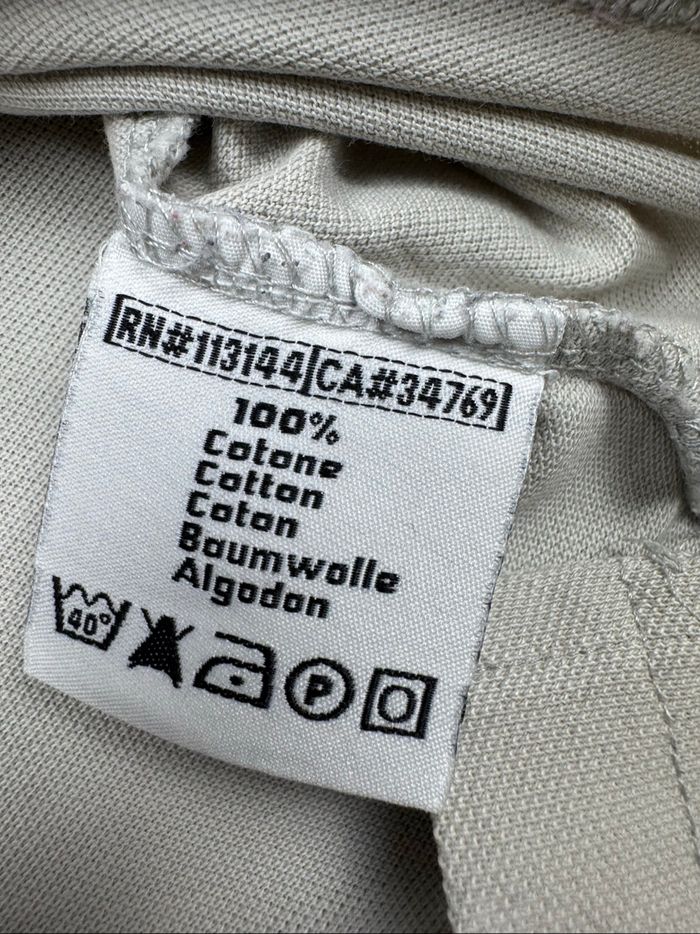 RN#113144 CA#34769
100%
Cotone
Cotton
Coton
Baumwolle
Algodon
40°
P